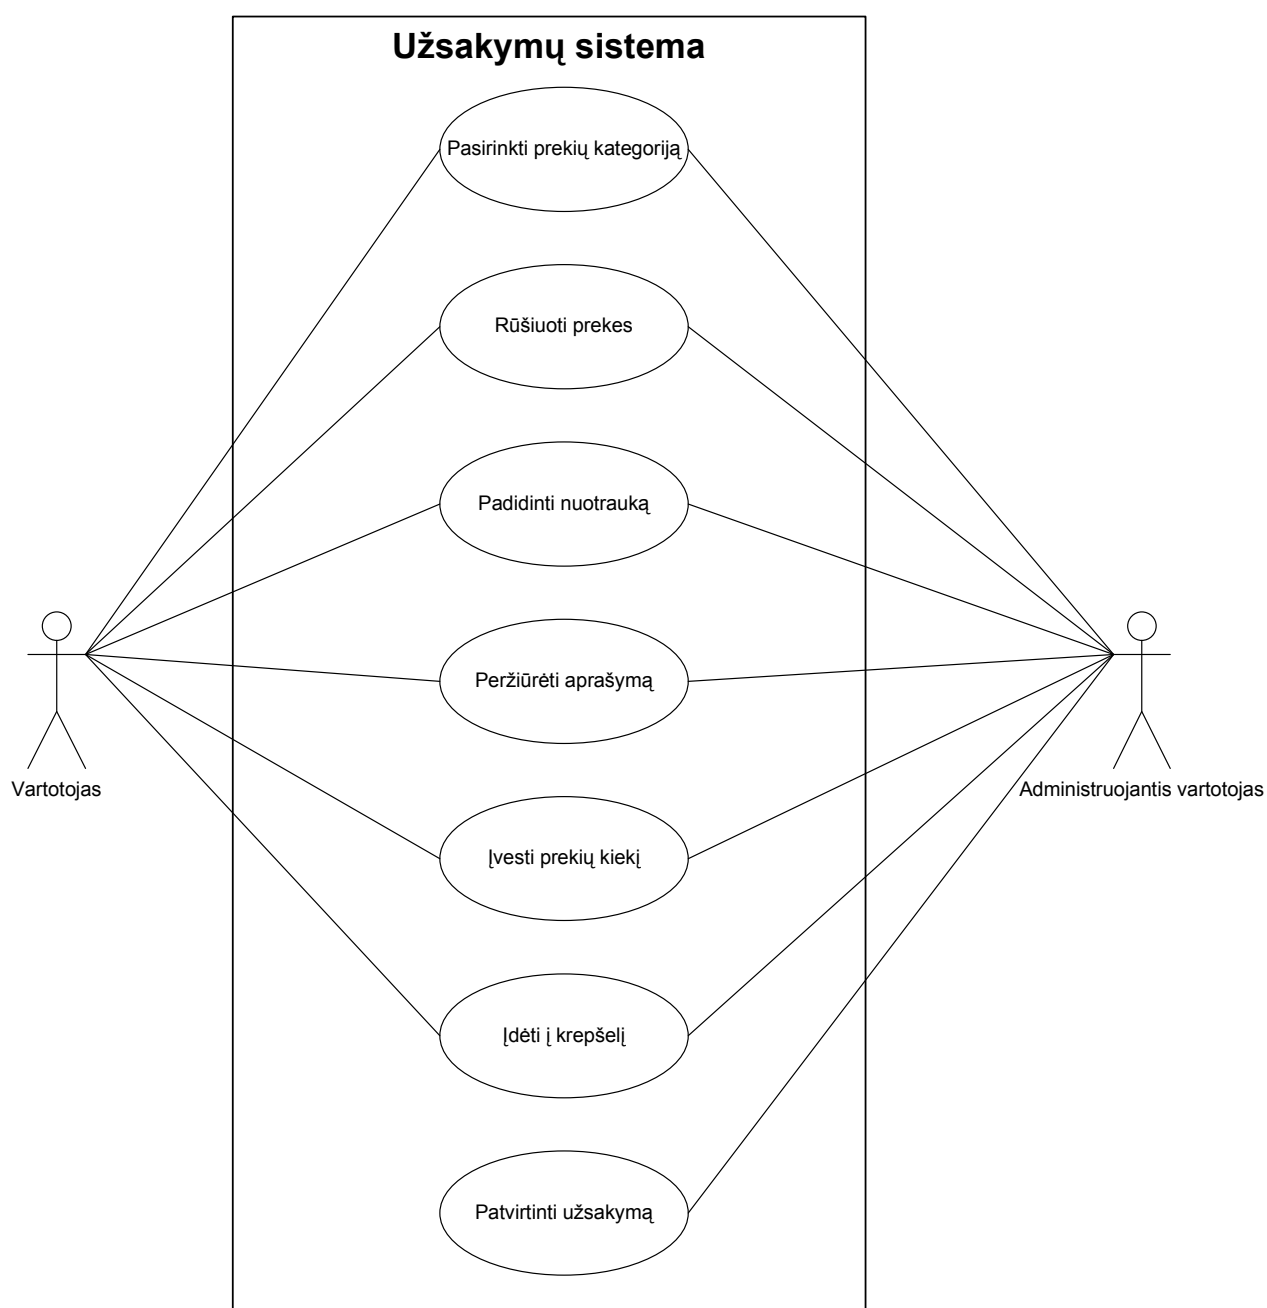 Užsakymų sistema
Pasirinkti prekių kategoriją
Rūšiuoti prekes
Padidinti nuotrauką
Peržiūrėti aprašymą
Vartotojas
Administruojantis vartotojas
Įvesti prekių kiekį
Įdėti į krepšelį
Patvirtinti užsakymą